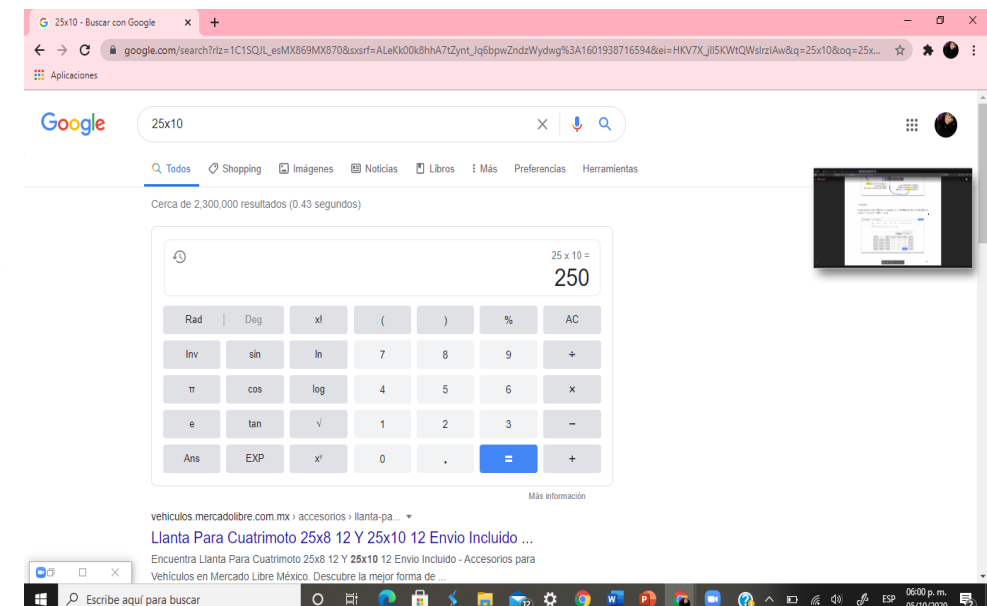 25x10 - Buscar con Google
google.com/search?rlz=1C1SQJL_esMX869MX870&sxsrf=ALeKk00k8hhA7tZynt_Jq6bpwZndzWydwg%3A1601938716594&ei=HKV7X_jIl5KWtQWsIrzIAw&q=25x10&oq=25x...
Aplicaciones
Google
25x10
Todos Shopping Imágenes Noticias Libros Más Preferencias Herramientas
Cerca de 2,300,000 resultados (0.43 segundos)
25 x 10 =
250
Rad | Deg x! ( ) % AC
Inv sin ln 7 8 9 ÷
π cos log 4 5 6 ×
e tan √ 1 2 3 −
Ans EXP xʸ 0 . = +
Más información
vehiculos.mercadolibre.com.mx › accesorios › llanta-pa...
Llanta Para Cuatrimoto 25x8 12 Y 25x10 12 Envio Incluido ...
Encuentra Llanta Para Cuatrimoto 25x8 12 Y 25x10 12 Envio Incluido - Accesorios para
Vehículos en Mercado Libre México. Descubre la mejor forma de ...
Escribe aquí para buscar
12
ESP
06:00 p. m.
05/10/2020